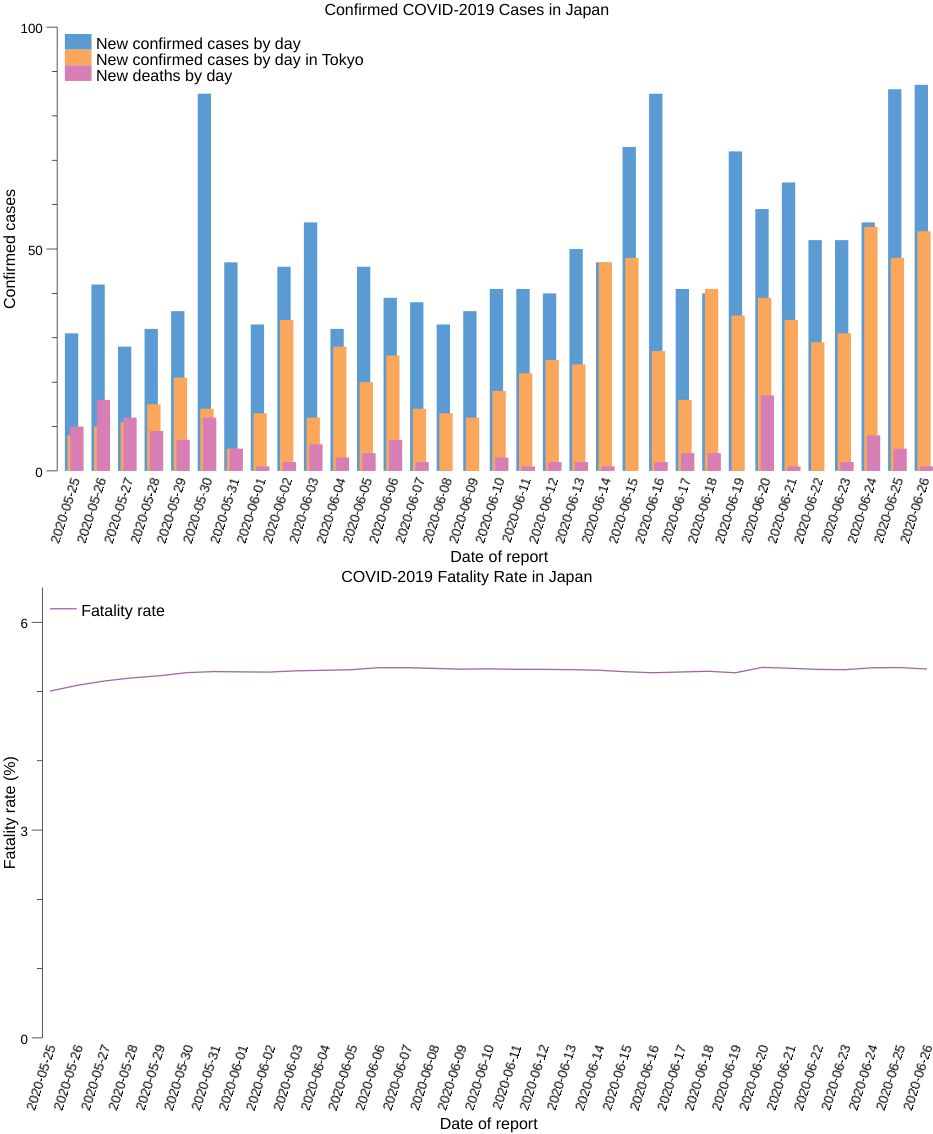 Confirmed COVID-2019 Cases in Japan
100
New confirmed cases by day
New confirmed cases by day in Tokyo
New deaths by day
Confirmed cases
50
0
2020-05-25 2020-05-26 2020-05-27 2020-05-28 2020-05-29 2020-05-30 2020-05-31 2020-06-01 2020-06-02 2020-06-03 2020-06-04 2020-06-05 2020-06-06 2020-06-07 2020-06-08 2020-06-09 2020-06-10 2020-06-11 2020-06-12 2020-06-13 2020-06-14 2020-06-15 2020-06-16 2020-06-17 2020-06-18 2020-06-19 2020-06-20 2020-06-21 2020-06-22 2020-06-23 2020-06-24 2020-06-25 2020-06-26
Date of report
COVID-2019 Fatality Rate in Japan
Fatality rate
6
Fatality rate (%)
3
0
2020-05-25 2020-05-26 2020-05-27 2020-05-28 2020-05-29 2020-05-30 2020-05-31 2020-06-01 2020-06-02 2020-06-03 2020-06-04 2020-06-05 2020-06-06 2020-06-07 2020-06-08 2020-06-09 2020-06-10 2020-06-11 2020-06-12 2020-06-13 2020-06-14 2020-06-15 2020-06-16 2020-06-17 2020-06-18 2020-06-19 2020-06-20 2020-06-21 2020-06-22 2020-06-23 2020-06-24 2020-06-25 2020-06-26
Date of report